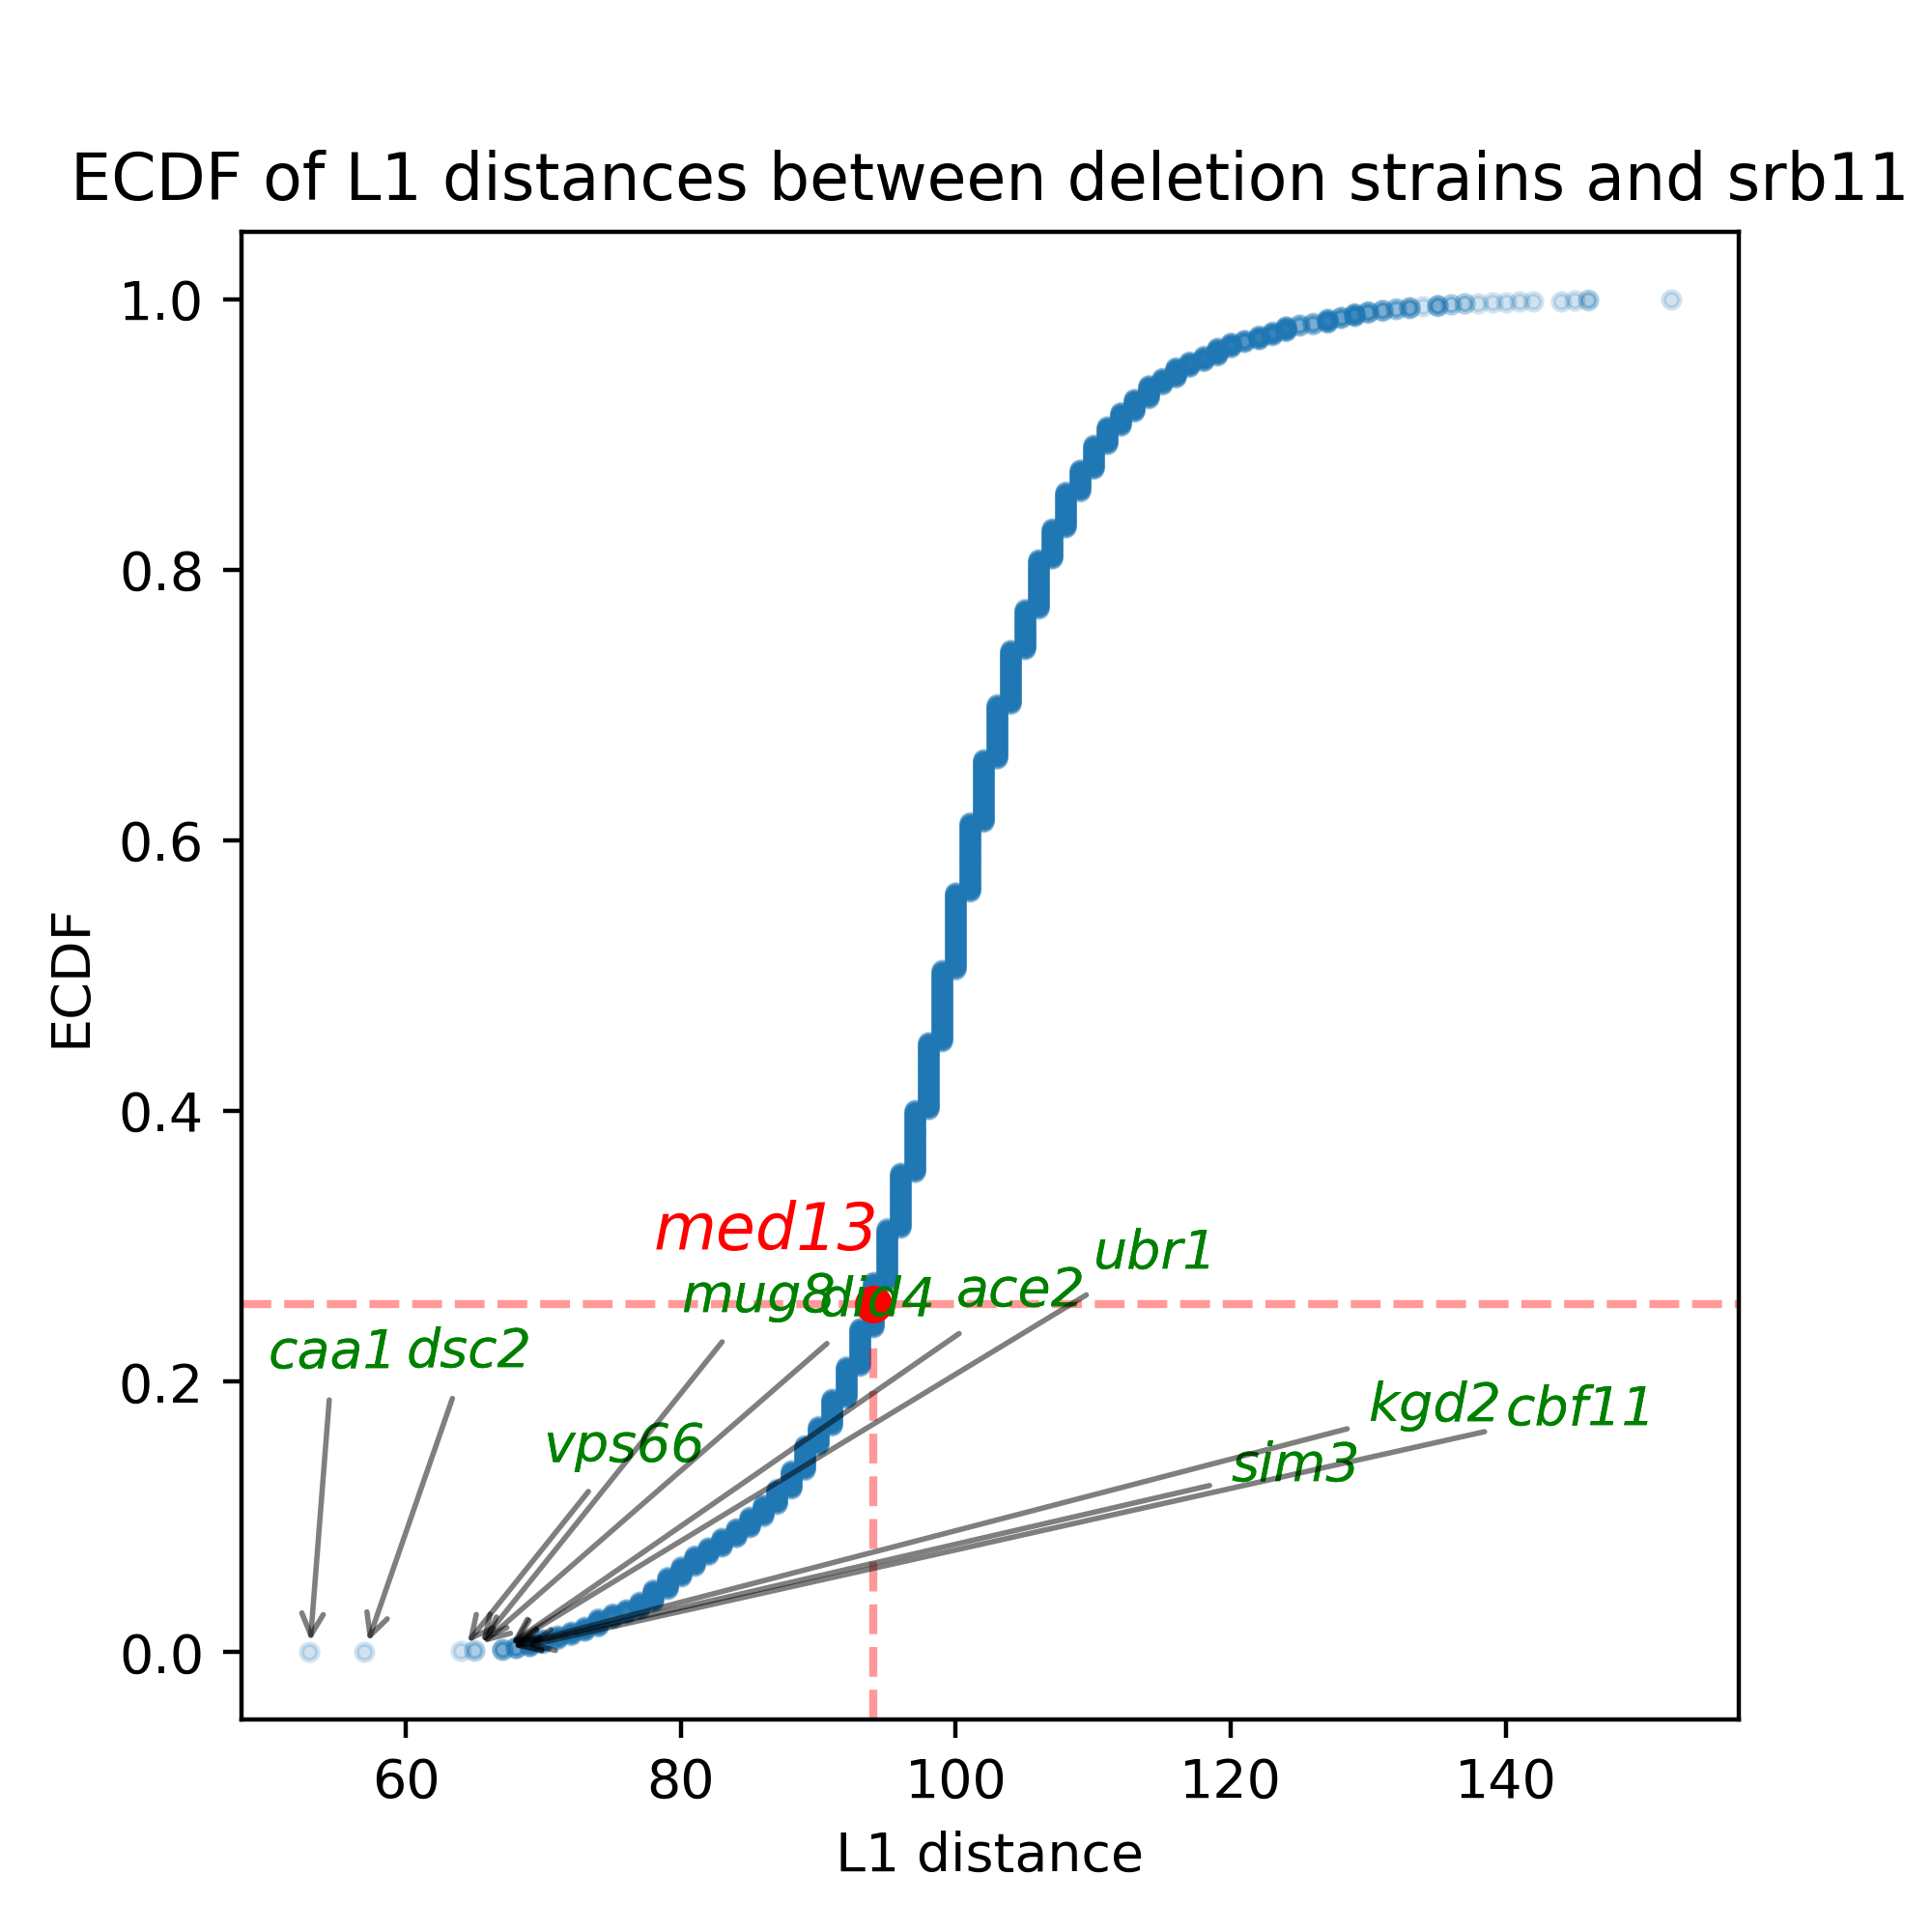 ECDF of L1 distances between deletion strains and srb11
1.0
0.8
0.6
0.4
0.2
0.0
ECDF
med13
ubr1
mug8
did4
ace2
caa1
dsc2
kgd2
cbf11
vps66
sim3
60
80
100
120
140
L1 distance